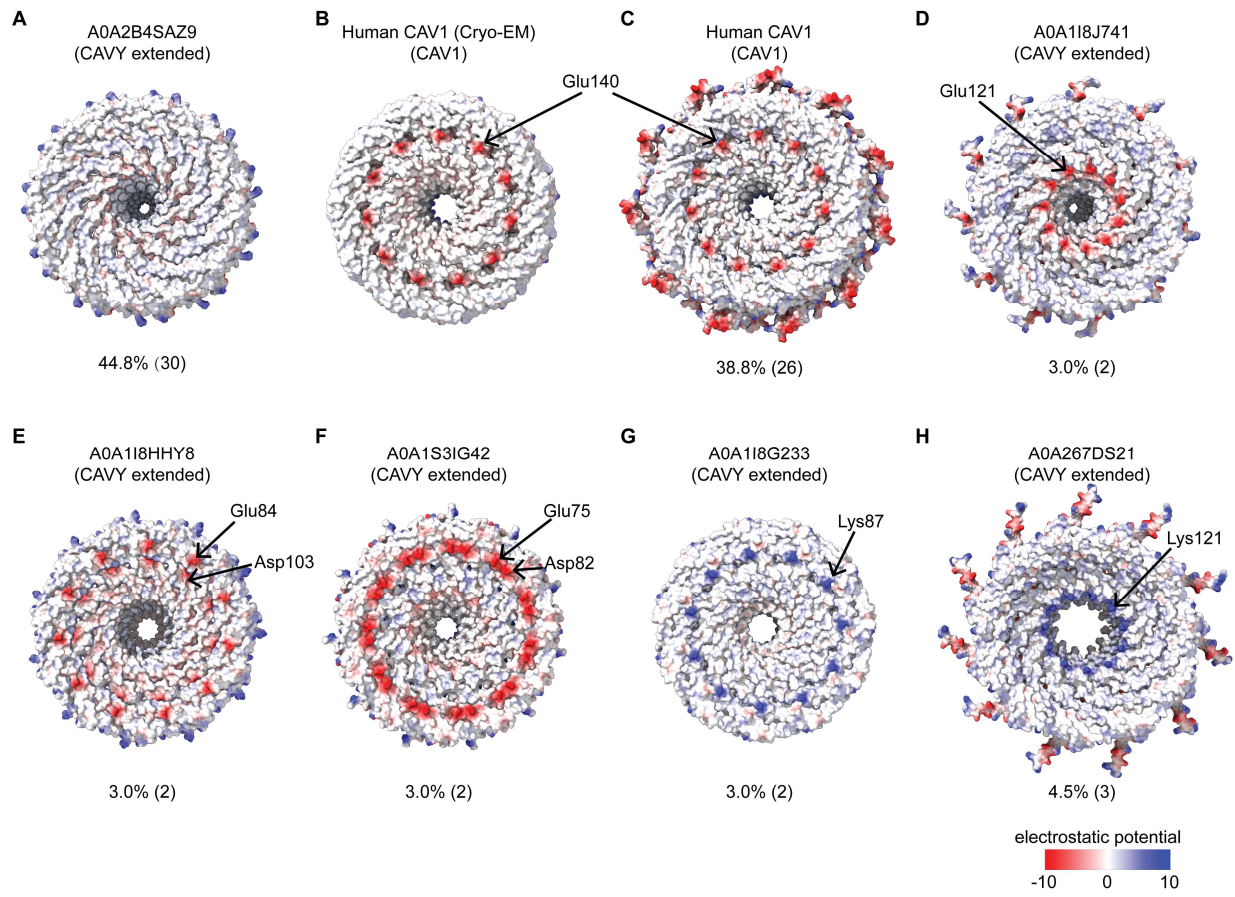 A
A0A2B4SAZ9
(CAVY extended)
44.8% (30)
B
Human CAV1 (Cryo-EM)
(CAV1)
Glu140
C
Human CAV1
(CAV1)
38.8% (26)
D
A0A1I8J741
(CAVY extended)
Glu121
3.0% (2)
E
A0A1I8HHY8
(CAVY extended)
Glu84
Asp103
3.0% (2)
F
A0A1S3IG42
(CAVY extended)
Glu75
Asp82
3.0% (2)
G
A0A1I8G233
(CAVY extended)
Lys87
3.0% (2)
H
A0A267DS21
(CAVY extended)
Lys121
4.5% (3)
electrostatic potential
-10 0 10